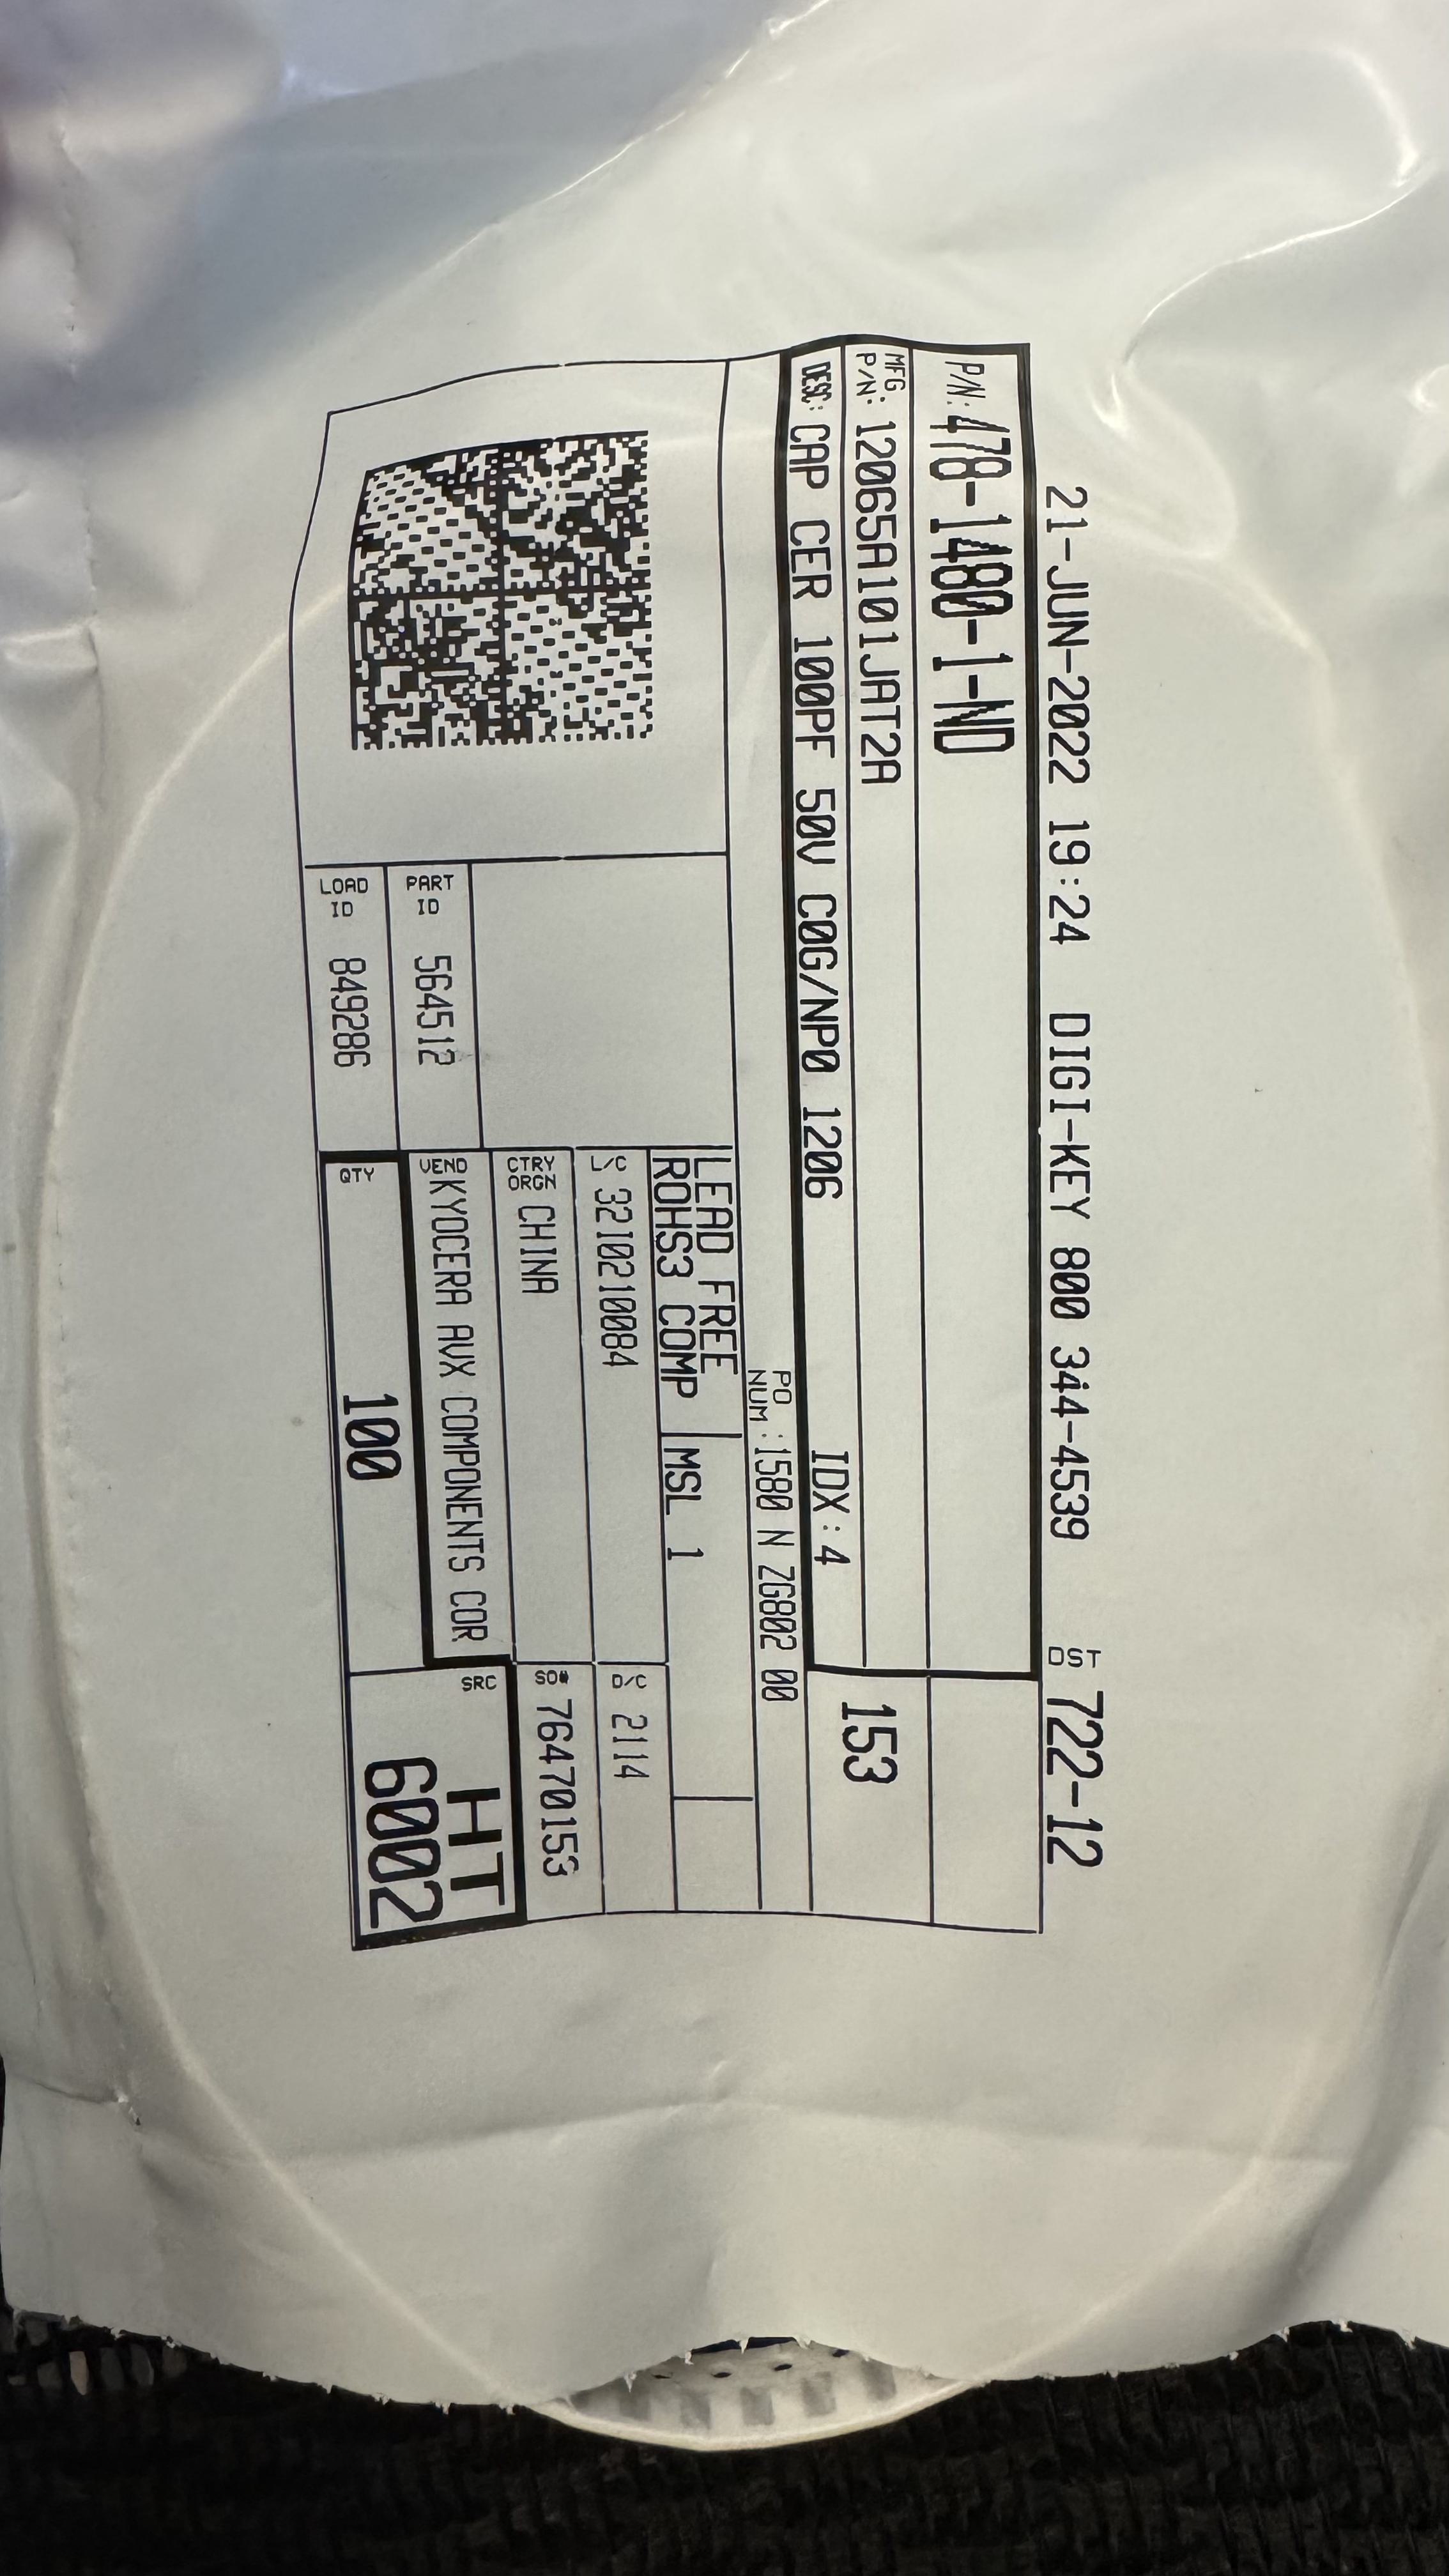 21-JUN-2022 19:24 DIGI-KEY 800 344-4539 DST 722-12
P/N: 478-1480-1-ND
MFG P/N: 12065A101JAT2A
153
DESC: CAP CER 100PF 50V C0G/NP0 1206 IDX:4
PO NUM :1580 N ZG802 00
LEAD FREE
ROHS3 COMP MSL 1
L/C 3210210084 D/C 2114
CTRY ORGN CHINA SO# 76470153
PART ID 564512 VEND KYOCERA AVX COMPONENTS COR SRC HT
LOAD ID 849286 QTY 100 6002